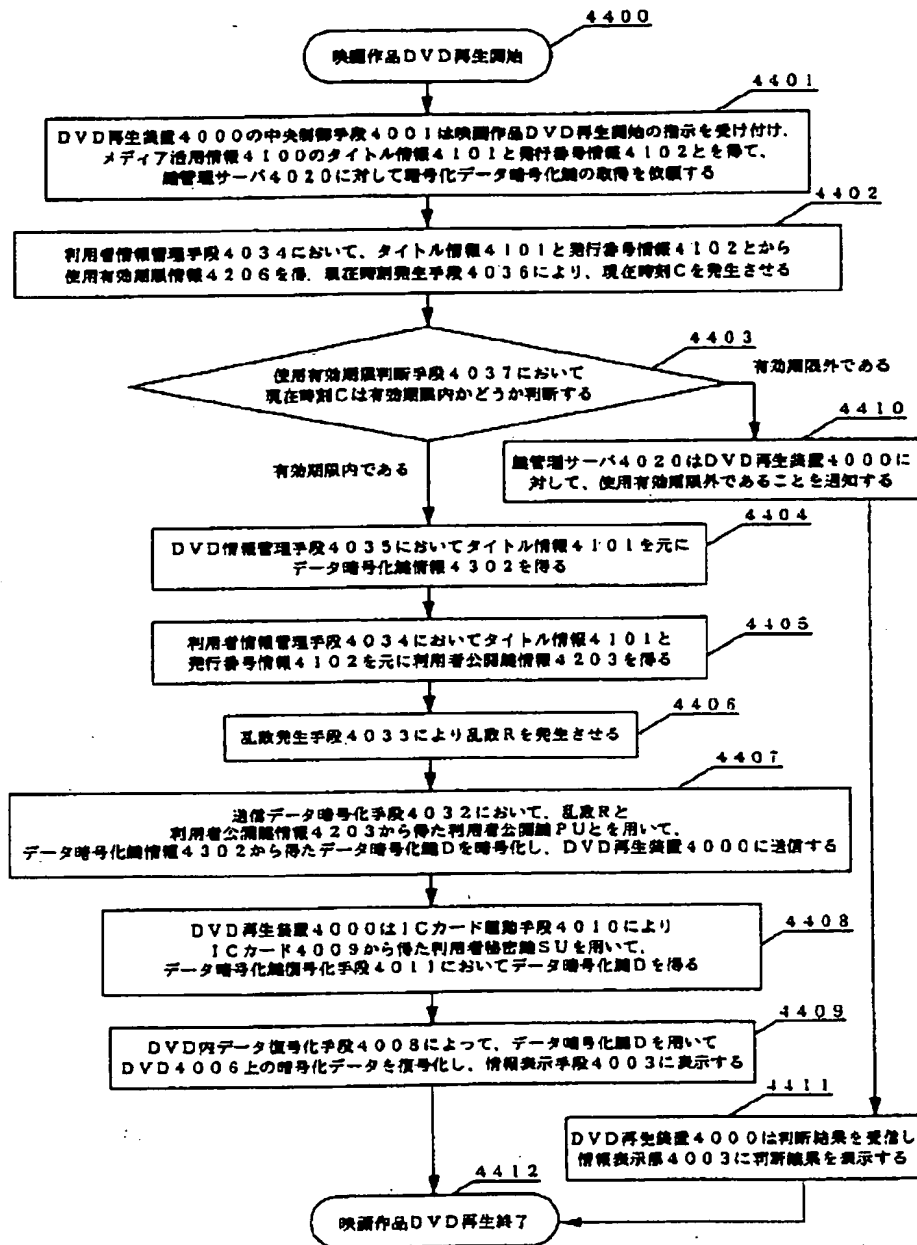 4400
映画作品DVD再生開始
4401
DVD再生装置4000の中央制御手段4001は映画作品DVD再生開始の指示を受け付け、
メディア活用情報4100のタイトル情報4101と発行番号情報4102とを得て、
鍵管理サーバ4020に対して暗号化データ暗号化鍵の取得を依頼する
4402
利用者情報管理手段4034において、タイトル情報4101と発行番号情報4102とから
使用有効期限情報4206を得、現在時刻発生手段4036により、現在時刻Cを発生させる
4403
使用有効期限判断手段4037において
現在時刻Cは有効期限内かどうか判断する
有効期限外である
4410
鍵管理サーバ4020はDVD再生装置4000に
対して、使用有効期限外であることを通知する
有効期限内である
4404
DVD情報管理手段4035においてタイトル情報4101を元に
データ暗号化鍵情報4302を得る
4405
利用者情報管理手段4034においてタイトル情報4101と
発行番号情報4102を元に利用者公開鍵情報4203を得る
4406
乱数発生手段4033により乱数Rを発生させる
4407
送信データ暗号化手段4032において、乱数Rと
利用者公開鍵情報4203から得た利用者公開鍵PUとを用いて、
データ暗号化鍵情報4302から得たデータ暗号化鍵Dを暗号化し、DVD再生装置4000に送信する
4408
DVD再生装置4000はICカード駆動手段4010により
ICカード4009から得た利用者秘密鍵SUを用いて、
データ暗号化鍵復号化手段4011においてデータ暗号化鍵Dを得る
4409
DVD内データ復号化手段4008によって、データ暗号化鍵Dを用いて
DVD4006上の暗号化データを復号化し、情報表示手段4003に表示する
4411
DVD再生装置4000は判断結果を受信し
情報表示部4003に判断結果を表示する
4412
映画作品DVD再生終了